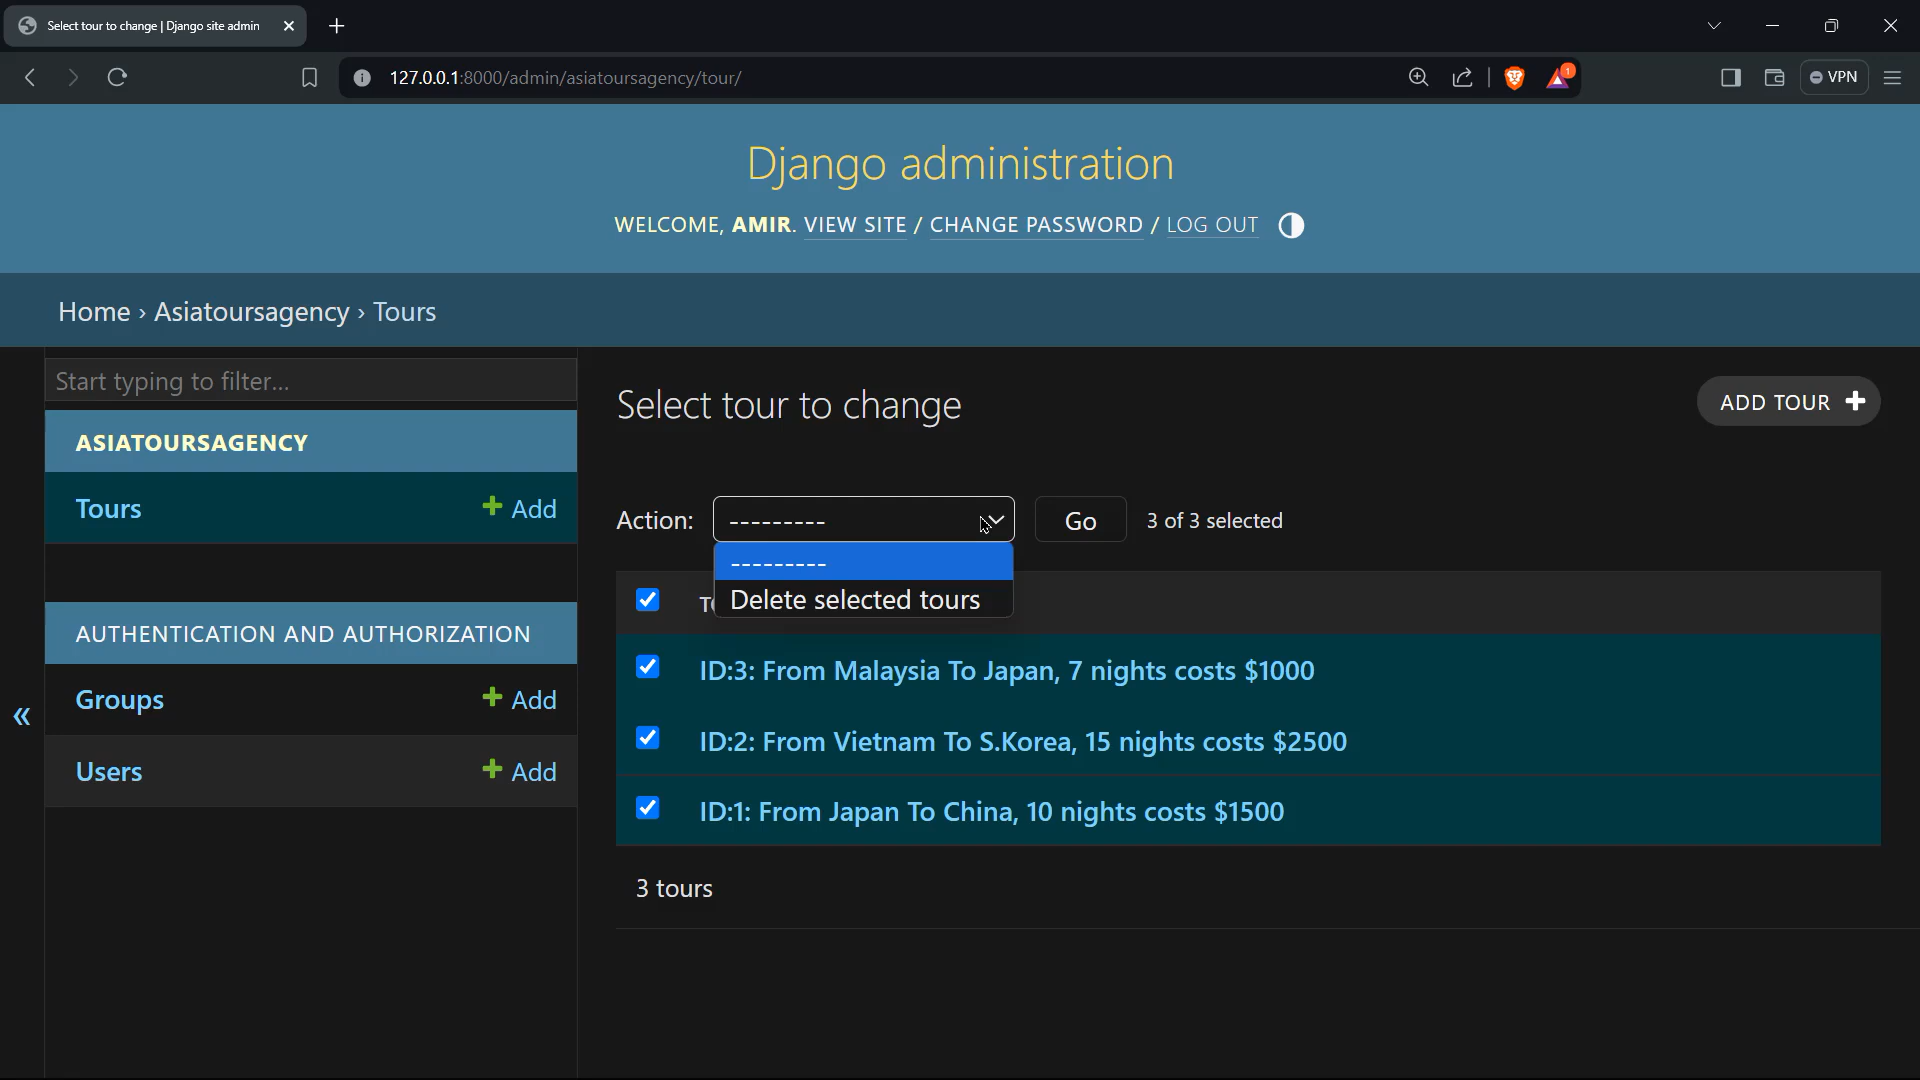 Select tour to change | Django site admin
127.0.0.1:8000/admin/asiatoursagency/tour/
1
VPN
Django administration
WELCOME, AMIR. VIEW SITE / CHANGE PASSWORD / LOG OUT
Home › Asiatoursagency › Tours
Start typing to filter...
ASIATOURSAGENCY
Tours
Add
AUTHENTICATION AND AUTHORIZATION
Groups
Add
Users
Add
«
Select tour to change
ADD TOUR
Action:
---------
Go
3 of 3 selected
---------
Delete selected tours
ID:3: From Malaysia To Japan, 7 nights costs $1000
ID:2: From Vietnam To S.Korea, 15 nights costs $2500
ID:1: From Japan To China, 10 nights costs $1500
3 tours